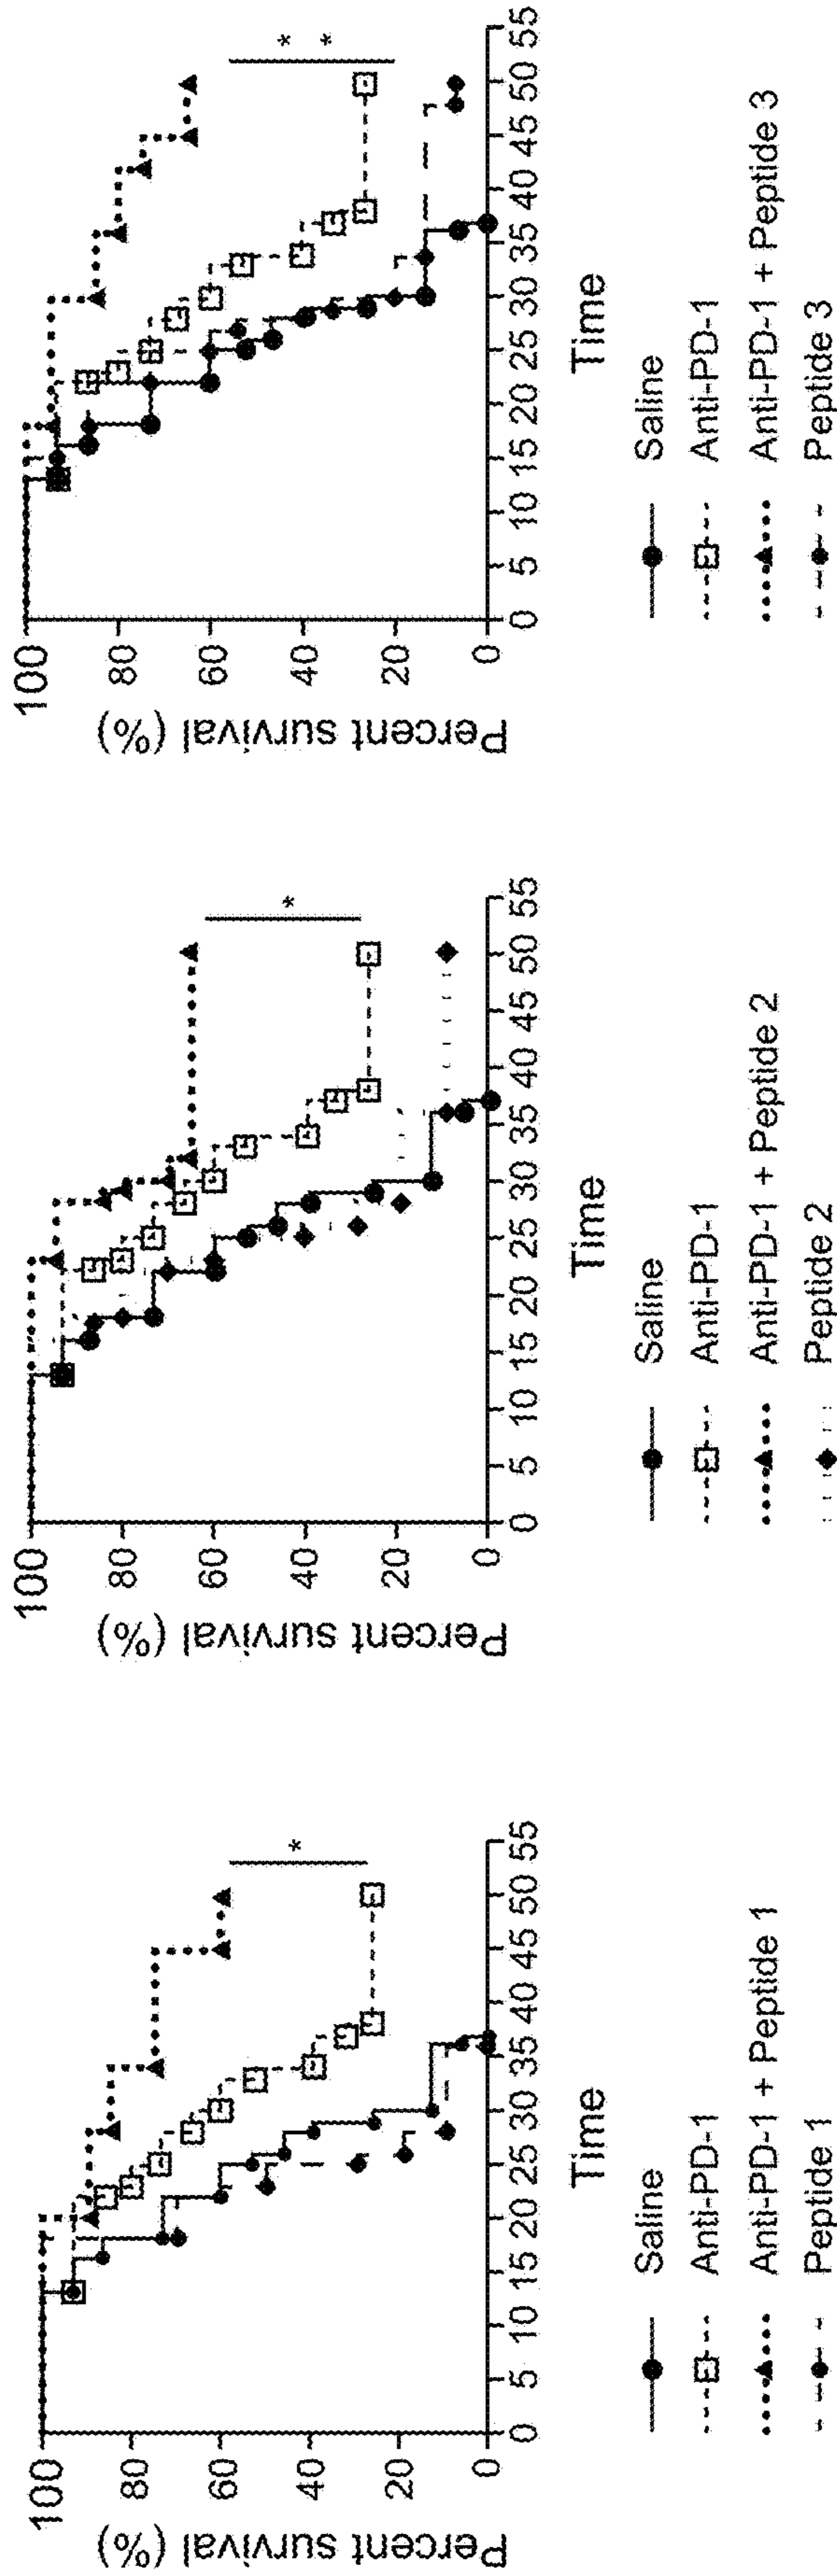 Percent survival (%)
100
80
60
40
20
0
0 5 10 15 20 25 30 35 40 45 50 55
Time
*
Saline
Anti-PD-1
Anti-PD-1 + Peptide 1
Peptide 1
Percent survival (%)
100
80
60
40
20
0
0 5 10 15 20 25 30 35 40 45 50 55
Time
*
Saline
Anti-PD-1
Anti-PD-1 + Peptide 2
Peptide 2
Percent survival (%)
100
80
60
40
20
0
0 5 10 15 20 25 30 35 40 45 50 55
Time
* *
Saline
Anti-PD-1
Anti-PD-1 + Peptide 3
Peptide 3